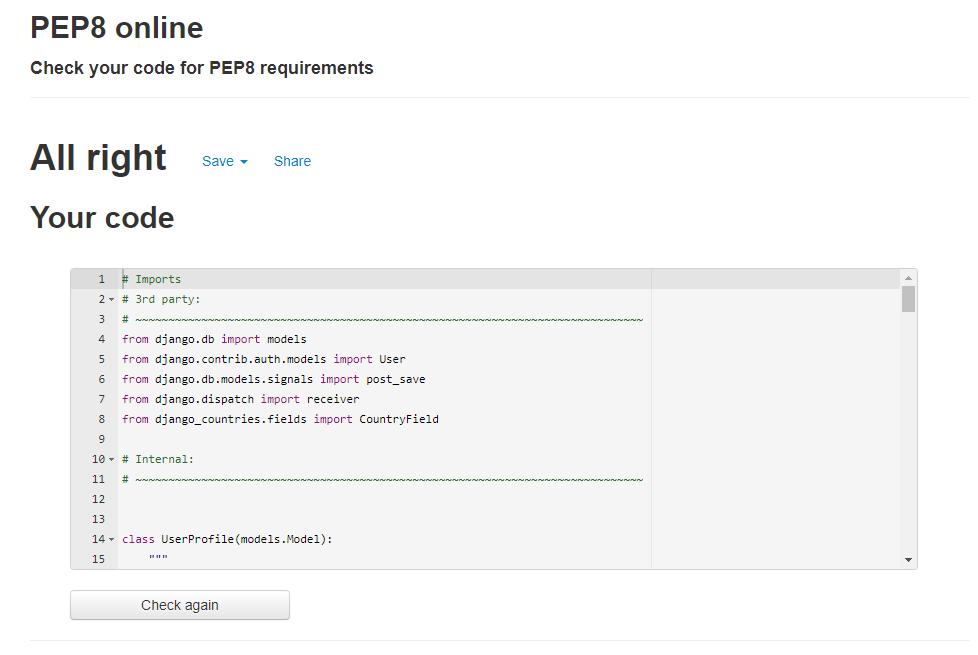 PEP8 online
Check your code for PEP8 requirements
All right Save Share
Your code
1 # Imports
2 # 3rd party:
3 # ~~~~~~~~~~~~~~~~~~~~~~~~~~~~~~~~~~~~~~~~~~~~~~~~~~~~~~~~~~~~~~~~~~~~~~~~~~~~~
4 from django.db import models
5 from django.contrib.auth.models import User
6 from django.db.models.signals import post_save
7 from django.dispatch import receiver
8 from django_countries.fields import CountryField
9
10 # Internal:
11 # ~~~~~~~~~~~~~~~~~~~~~~~~~~~~~~~~~~~~~~~~~~~~~~~~~~~~~~~~~~~~~~~~~~~~~~~~~~~~~
12
13
14 class UserProfile(models.Model):
15     """
Check again